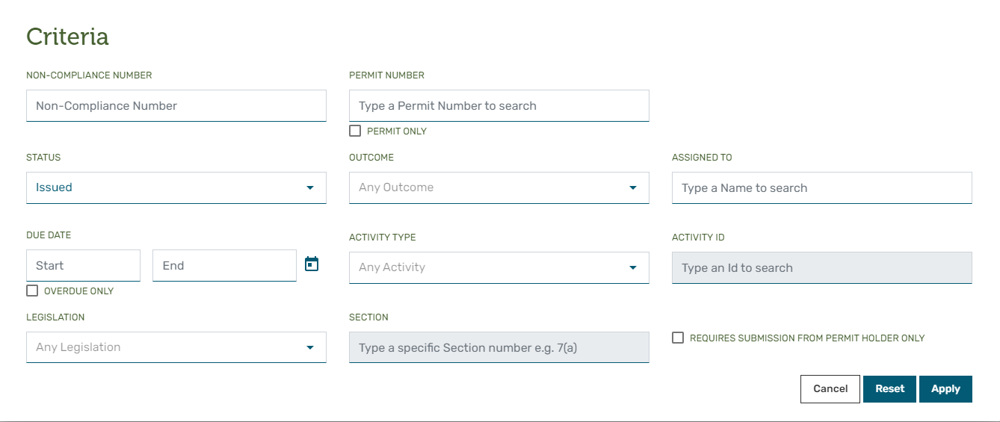 Criteria
NON-COMPLIANCE NUMBER
PERMIT NUMBER
Non-Compliance Number
Type a Permit Number to search
PERMIT ONLY
STATUS
OUTCOME
ASSIGNED TO
Issued
Any Outcome
Type a Name to search
DUE DATE
ACTIVITY TYPE
ACTIVITY ID
Start
End
Any Activity
Type an Id to search
OVERDUE ONLY
LEGISLATION
SECTION
Any Legislation
Type a specific Section number e.g. 7(a)
REQUIRES SUBMISSION FROM PERMIT HOLDER ONLY
Cancel
Reset
Apply